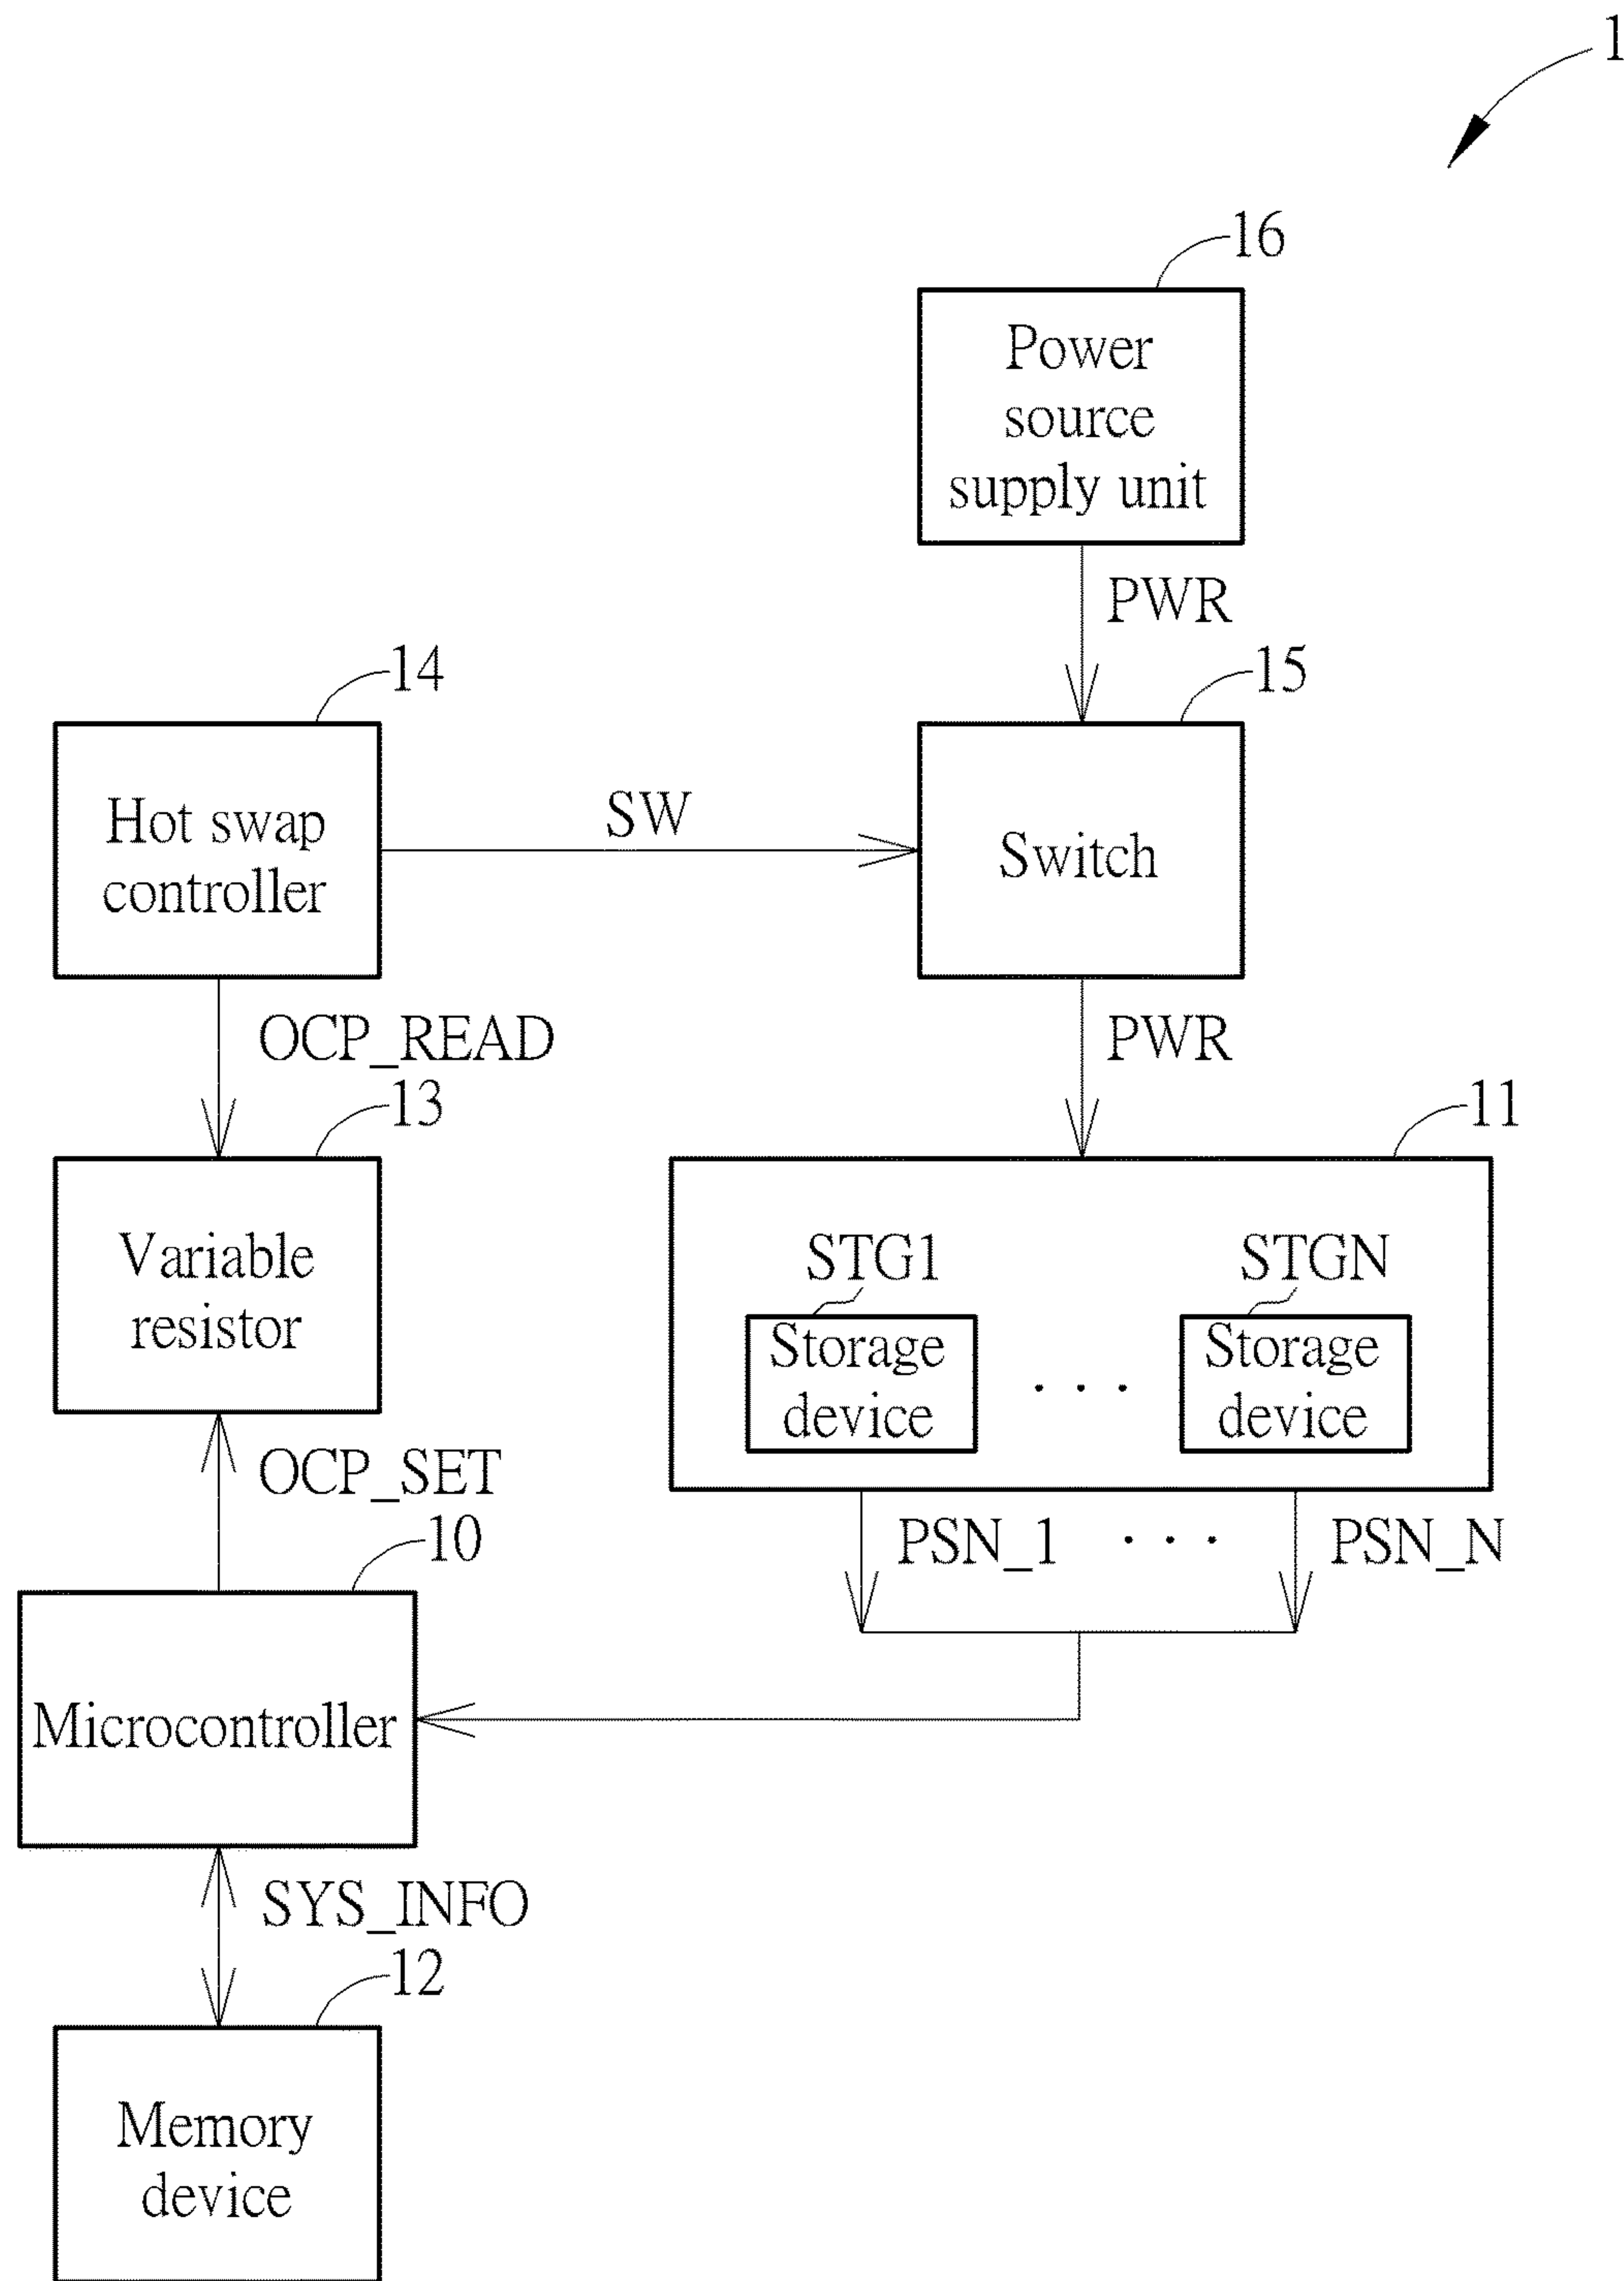 1
16
Power
source
supply unit
PWR
14
15
Hot swap
controller
SW
Switch
OCP_READ
PWR
13
11
Variable
resistor
STG1
STGN
Storage
device
. . .
Storage
device
OCP_SET
PSN_1
. . .
PSN_N
10
Microcontroller
SYS_INFO
12
Memory
device